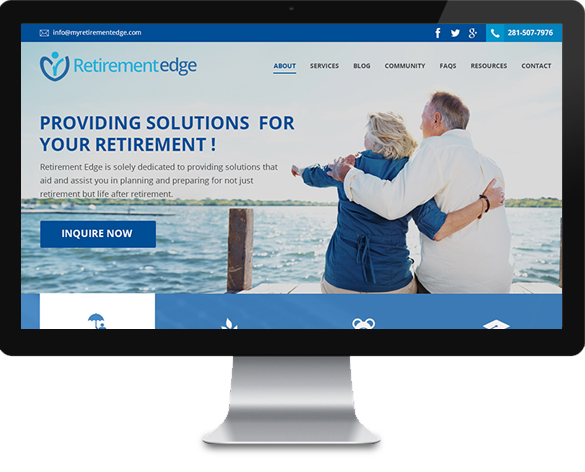 info@myretirementedge.com
281-507-7976
Retirement edge
ABOUT SERVICES BLOG COMMUNITY FAQS RESOURCES CONTACT
PROVIDING SOLUTIONS FOR
YOUR RETIREMENT !
Retirement Edge is solely dedicated to providing solutions that
aid and assist you in planning and preparing for not just
retirement but life after retirement.
INQUIRE NOW